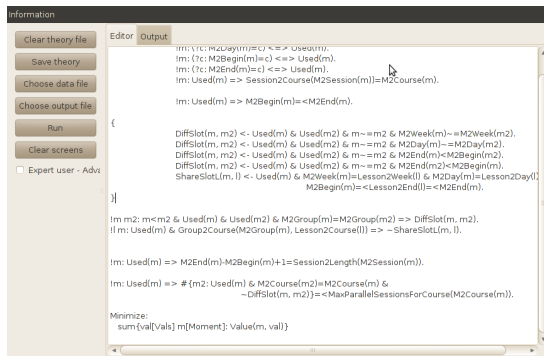 Information
Clear theory file
Save theory
Choose data file
Choose output file
Run
Clear screens
Expert user - Adva
Editor Output
!m: (?c: M2Day(m)=c) <=> Used(m).
!m: (?c: M2Begin(m)=c) <=> Used(m).
!m: (?c: M2End(m)=c) <=> Used(m).
!m: Used(m) => Session2Course(M2Session(m))=M2Course(m).
!m: Used(m) => M2Begin(m)=<M2End(m).
{
DiffSlot(m, m2) <- Used(m) & Used(m2) & m~=m2 & M2Week(m)~=M2Week(m2).
DiffSlot(m, m2) <- Used(m) & Used(m2) & m~=m2 & M2Day(m)~=M2Day(m2).
DiffSlot(m, m2) <- Used(m) & Used(m2) & m~=m2 & M2End(m)<M2Begin(m2).
DiffSlot(m, m2) <- Used(m) & Used(m2) & m~=m2 & M2End(m2)<M2Begin(m).
ShareSlotL(m, l) <- Used(m) & M2Week(m)=Lesson2Week(l) & M2Day(m)=Lesson2Day(l)
M2Begin(m)=<Lesson2End(l)=<M2End(m).
}
!m m2: m<m2 & Used(m) & Used(m2) & M2Group(m)=M2Group(m2) => DiffSlot(m, m2).
!l m: Used(m) & Group2Course(M2Group(m), Lesson2Course(l)) => ~ShareSlotL(m, l).
!m: Used(m) => M2End(m)-M2Begin(m)+1=Session2Length(M2Session(m)).
!m: Used(m) => #{m2: Used(m) & M2Course(m2)=M2Course(m) &
~DiffSlot(m, m2)}=<MaxParallelSessionsForCourse(M2Course(m)).
Minimize:
sum{val[Vals] m[Moment]: Value(m, val)}